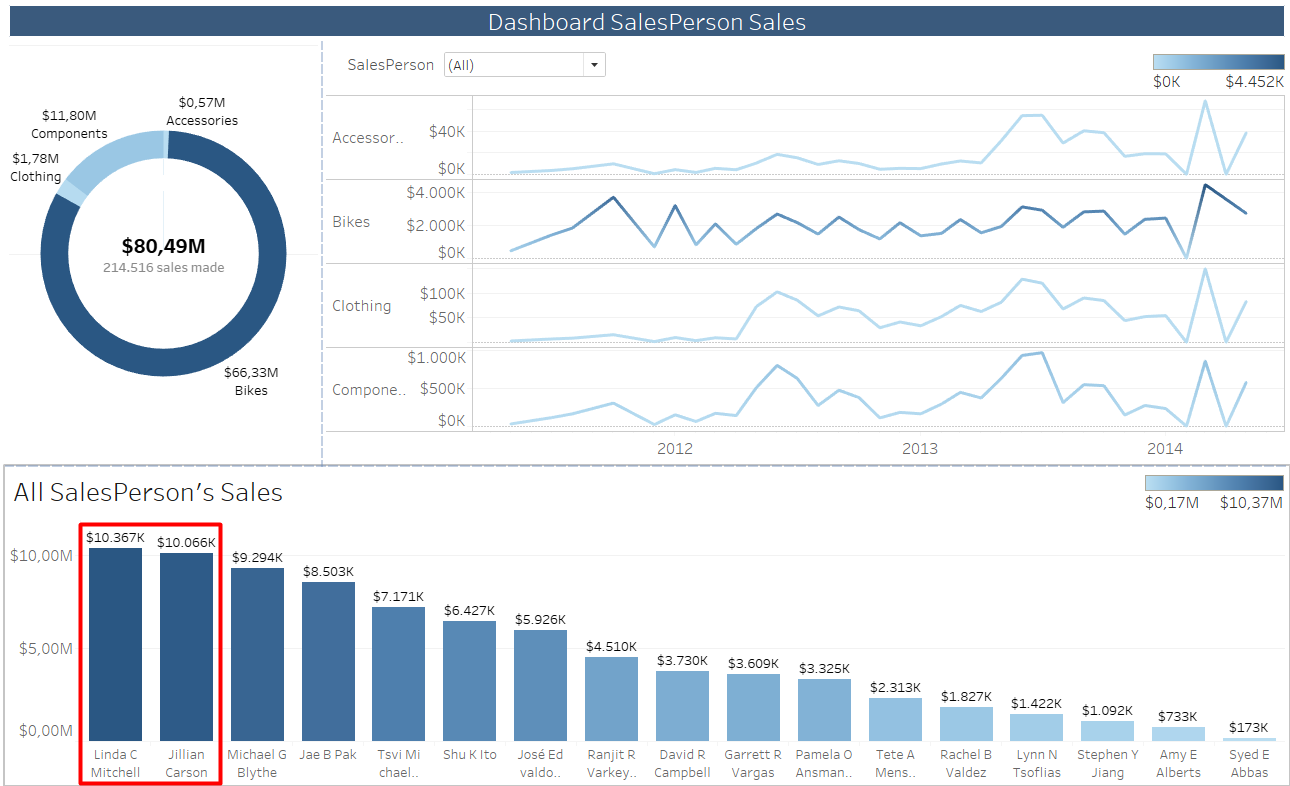 Dashboard SalesPerson Sales
SalesPerson (All)
$0K $4.452K
$0,57M
Accessories
$11,80M
Components
$1,78M
Clothing
$80,49M
214.516 sales made
$66,33M
Bikes
Accessor..
$40K
$0K
Bikes
$4.000K
$2.000K
$0K
Clothing
$100K
$50K
Compone..
$1.000K
$500K
$0K
2012 2013 2014
All SalesPerson's Sales
$0,17M $10,37M
$10,00M
$5,00M
$0,00M
$10.367K $10.066K $9.294K $8.503K $7.171K $6.427K $5.926K $4.510K $3.730K $3.609K $3.325K $2.313K $1.827K $1.422K $1.092K $733K $173K
Linda C Jillian Michael G Jae B Pak Tsvi Mi Shu K Ito José Ed Ranjit R David R Garrett R Pamela O Tete A Rachel B Lynn N Stephen Y Amy E Syed E
Mitchell Carson Blythe chael.. valdo.. Varkey.. Campbell Vargas Ansman.. Mens.. Valdez Tsoflias Jiang Alberts Abbas